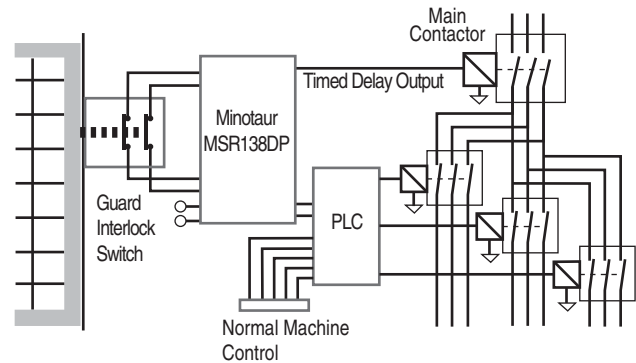 Main
Contactor
Timed Delay Output
Minotaur
MSR138DP
Guard
Interlock
Switch
PLC
Normal Machine
Control